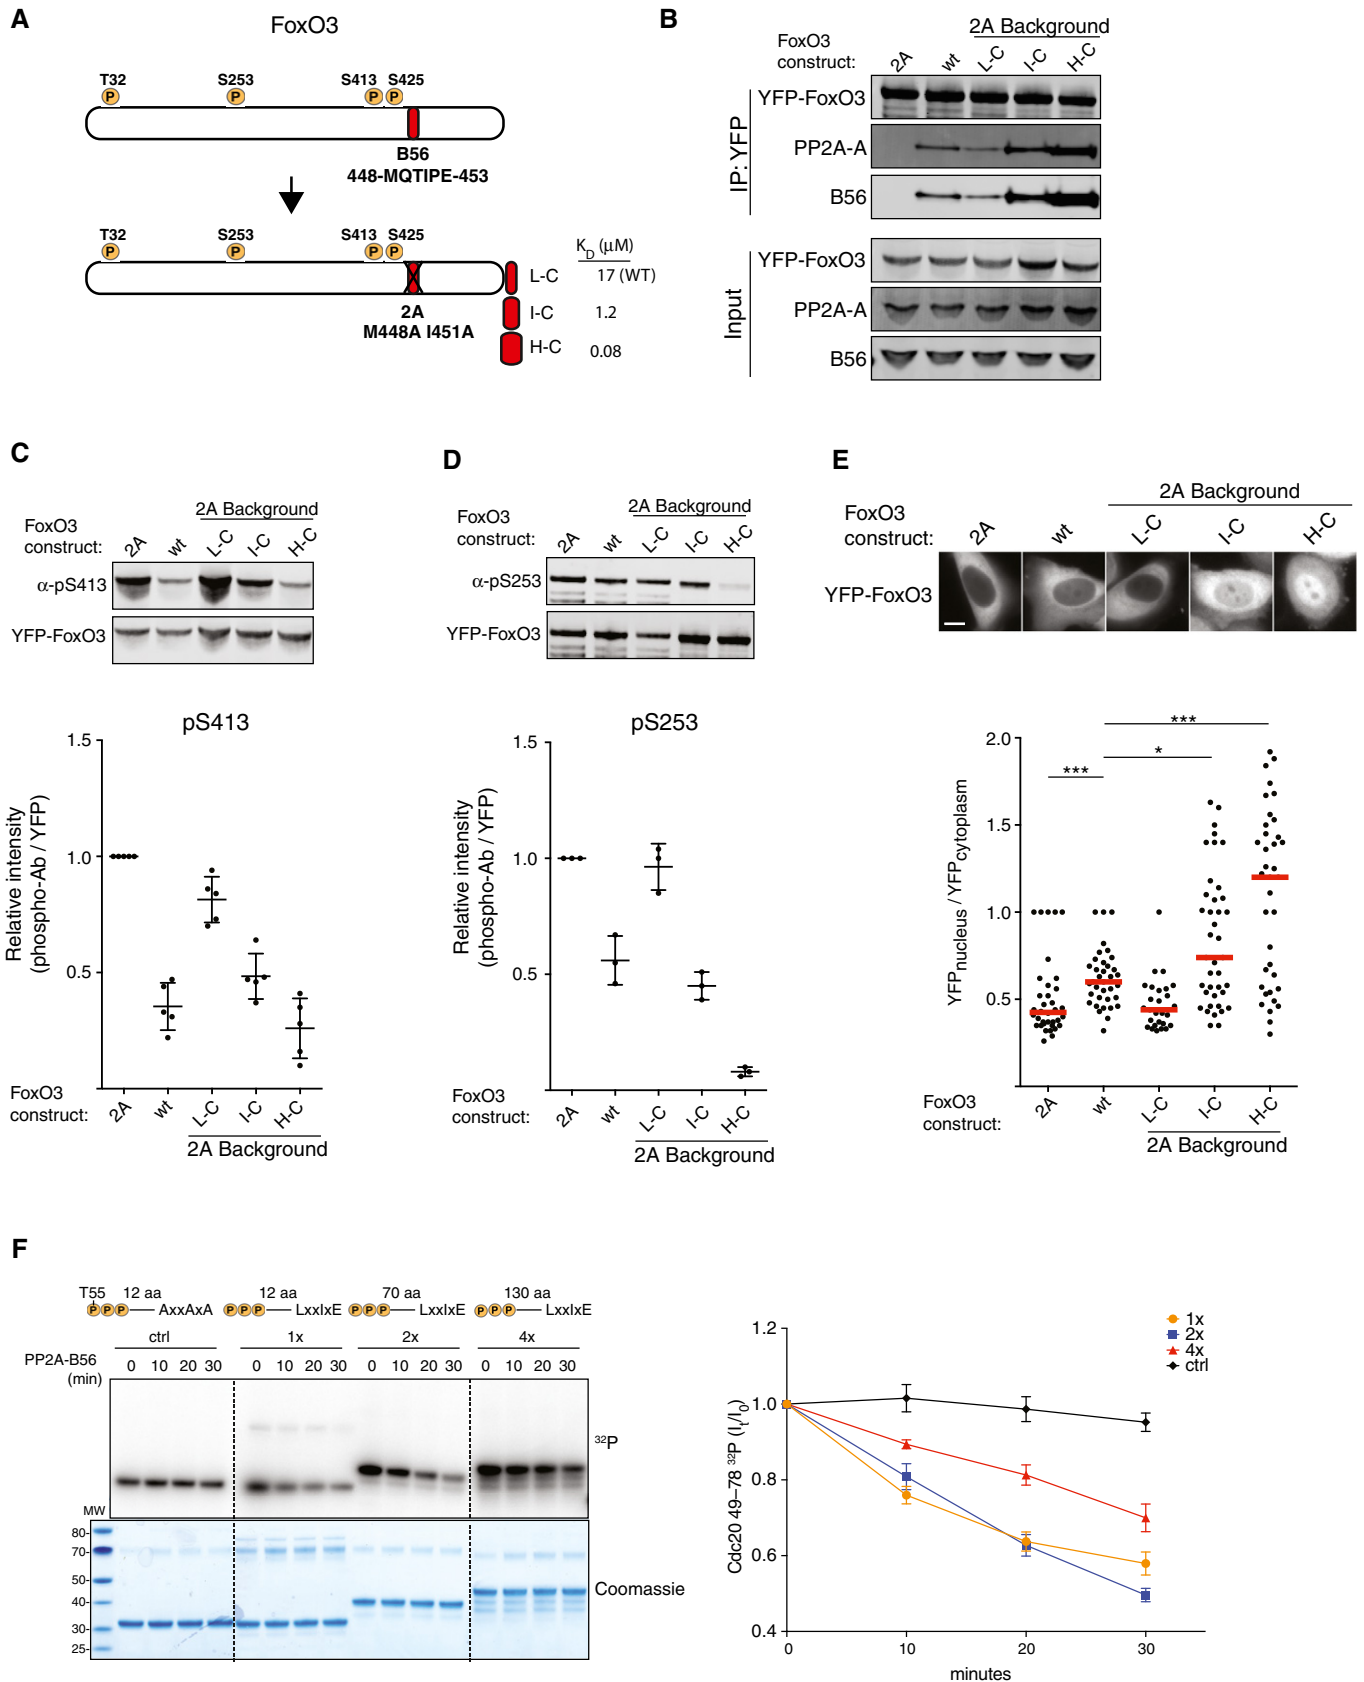 A
FoxO3
T32 S253 S413 S425
P P P P
B56
448-MQTIPE-453
T32 S253 S413 S425
P P P P
2A
M448A I451A
KD (μM)
L-C 17 (WT)
I-C 1.2
H-C 0.08
B
2A Background
FoxO3
construct: 2A wt L-C I-C H-C
IP: YFP
YFP-FoxO3
PP2A-A
B56
Input
YFP-FoxO3
PP2A-A
B56
C
2A Background
FoxO3
construct: 2A wt L-C I-C H-C
α-pS413
YFP-FoxO3
pS413
Relative intensity
(phospho-Ab / YFP)
1.5
1.0
0.5
FoxO3
construct: 2A wt L-C I-C H-C
2A Background
D
2A Background
FoxO3
construct: 2A wt L-C I-C H-C
α-pS253
YFP-FoxO3
pS253
Relative intensity
(phospho-Ab / YFP)
1.5
1.0
0.5
FoxO3
construct: 2A wt L-C I-C H-C
2A Background
E
2A Background
FoxO3
construct: 2A wt L-C I-C H-C
YFP-FoxO3
YFPnucleus / YFPcytoplasm
2.0
1.5
1.0
0.5
***
*
***
FoxO3
construct: 2A wt L-C I-C H-C
2A Background
F
T55 12 aa 12 aa 70 aa 130 aa
P P P AxxAxA P P P LxxIxE P P P LxxIxE P P P LxxIxE
ctrl 1x 2x 4x
PP2A-B56
(min)
0 10 20 30 0 10 20 30 0 10 20 30 0 10 20 30
32P
MW
80-
70-
50-
40-
30-
25-
Coomassie
1x
2x
4x
ctrl
Cdc20 49–78 32P (It/I0)
1.2
1.0
0.8
0.6
0.4
0 10 20 30
minutes